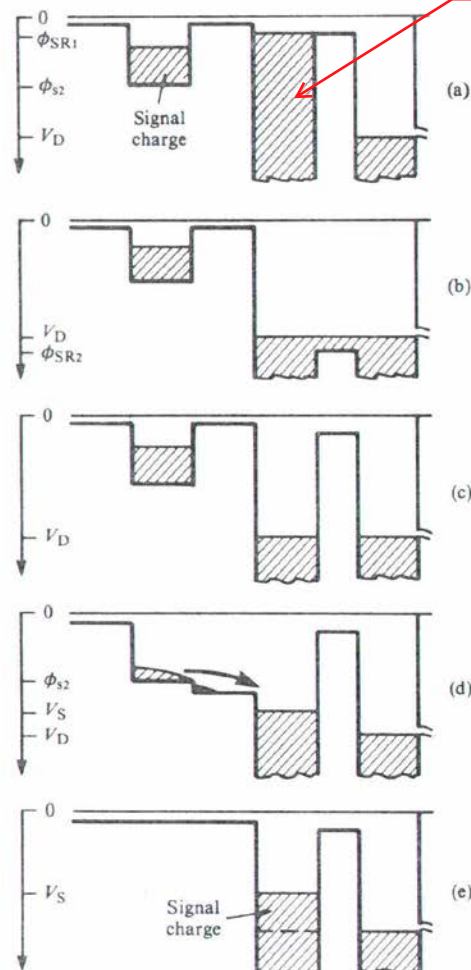 0
ϕSR1
ϕs2
VD
Signal
charge
(a)
0
VD
ϕSR2
(b)
0
VD
(c)
0
ϕs2
VS
VD
(d)
0
VS
Signal
charge
(e)